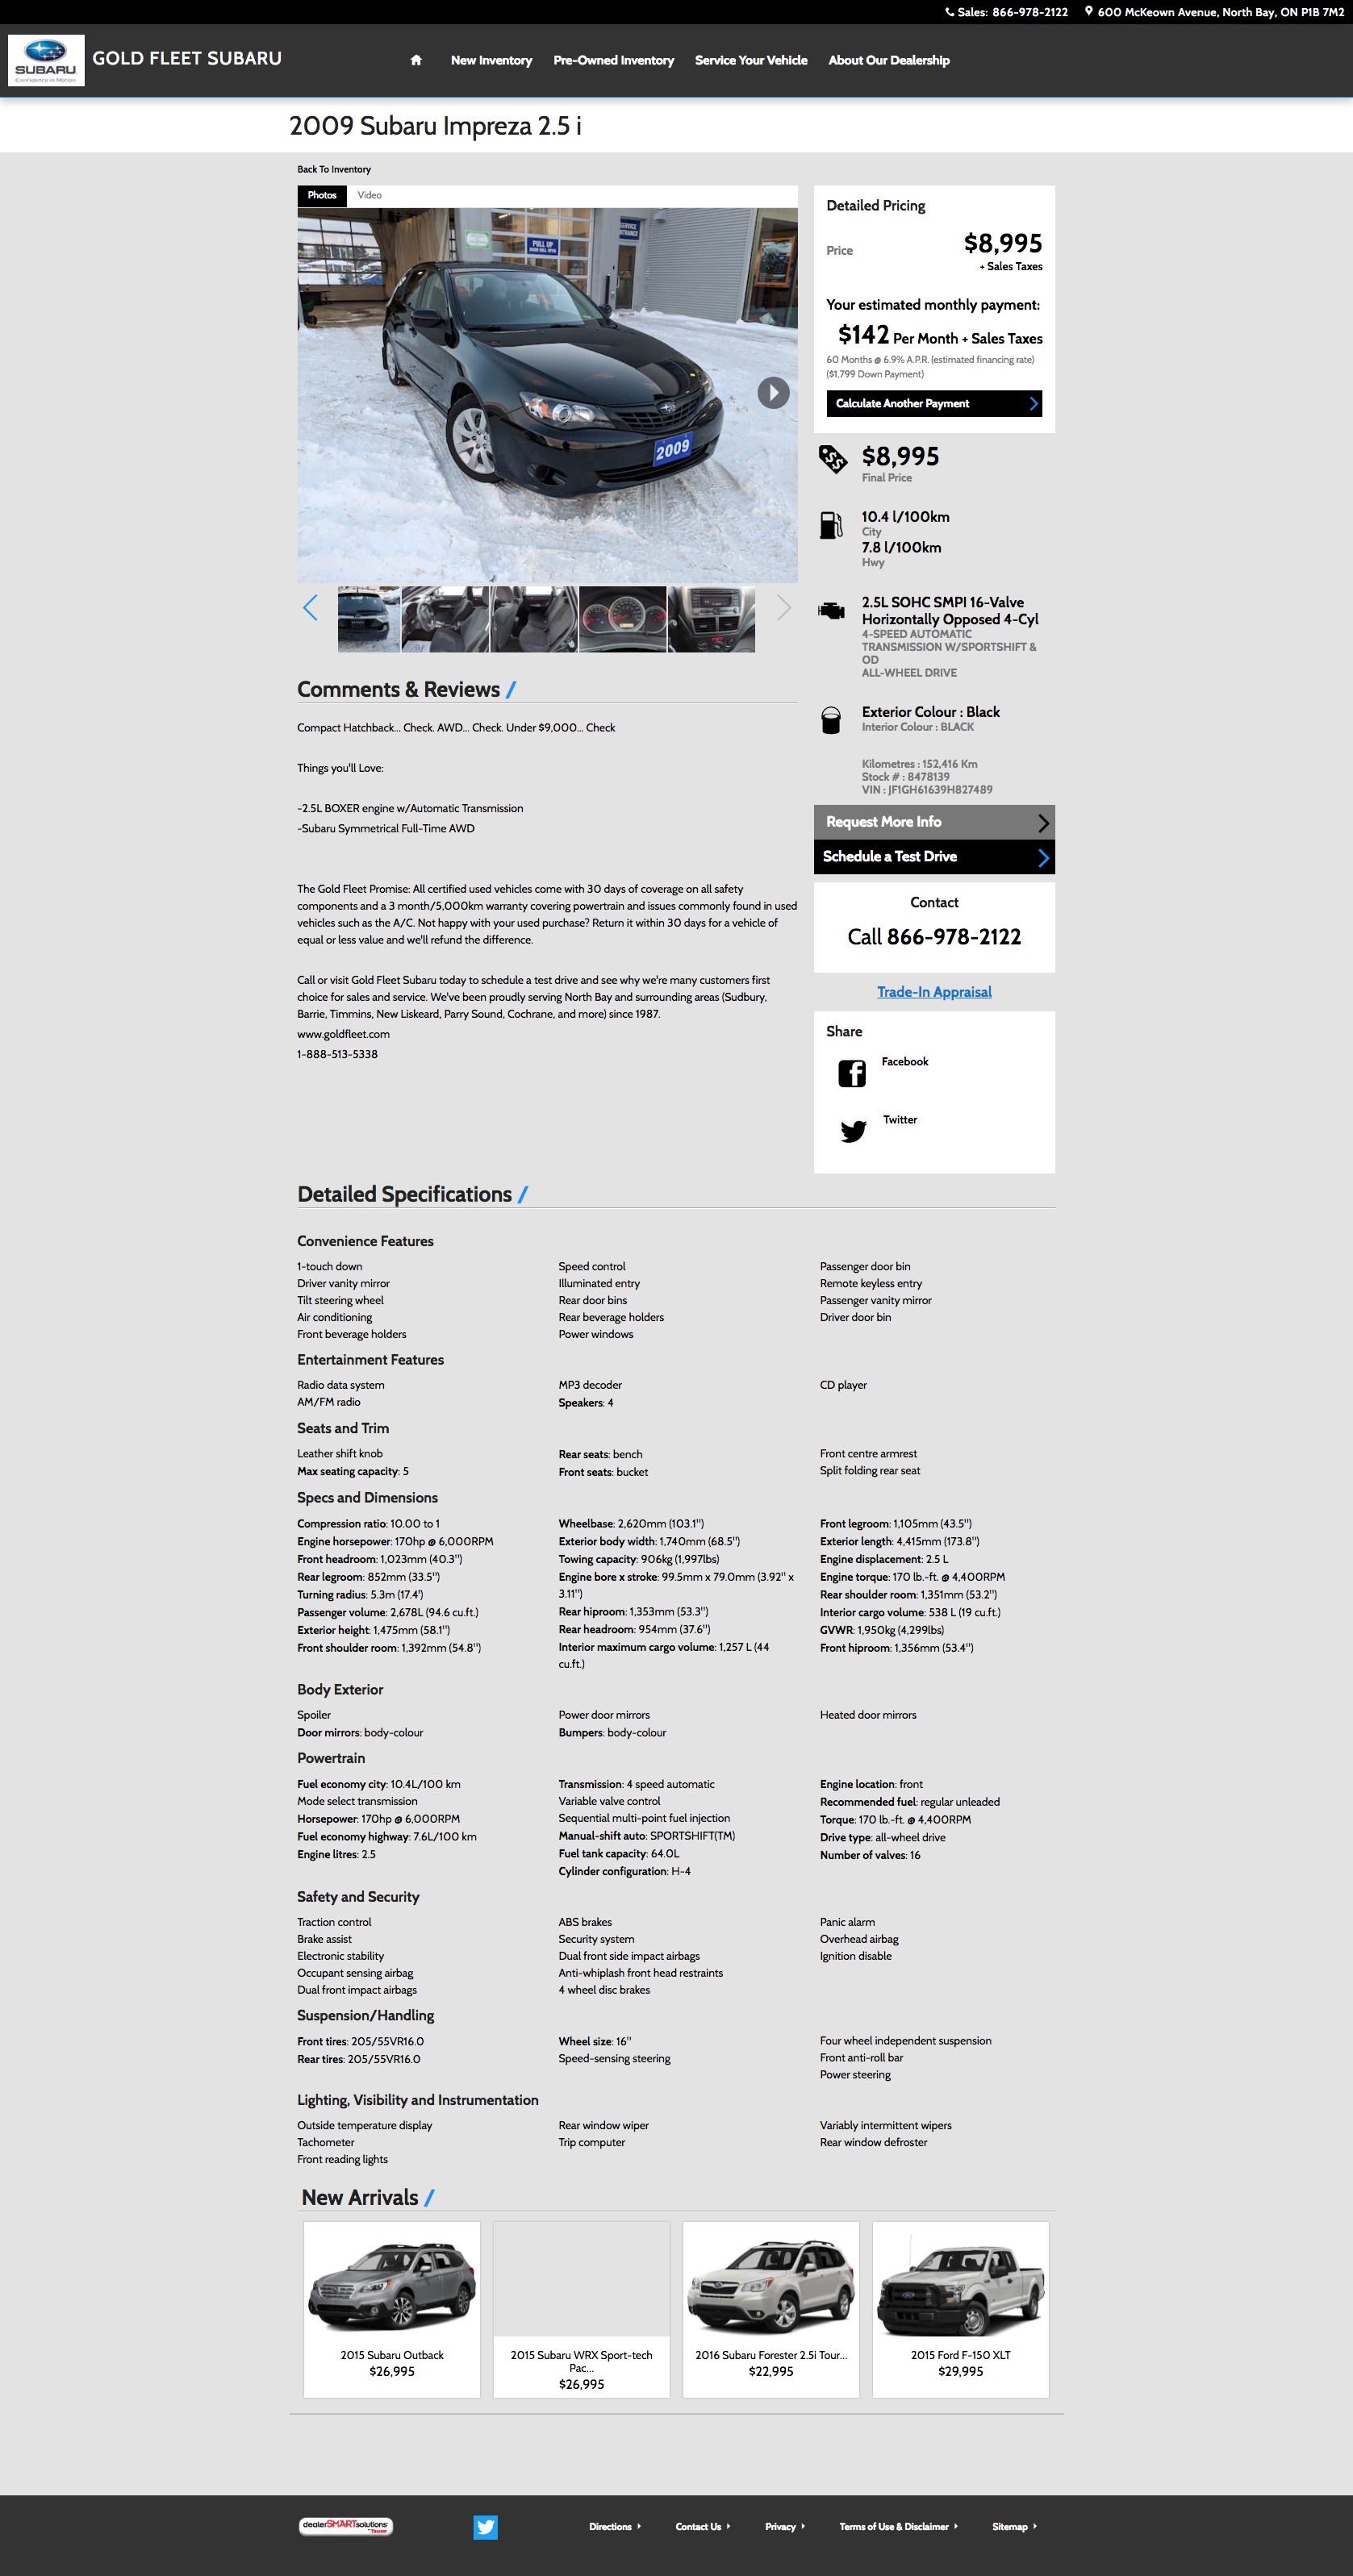 Sales: 866-978-2122
600 McKeown Avenue, North Bay, ON P1B 7M2
SUBARU
Confidence in Motion
GOLD FLEET SUBARU
New Inventory
Pre-Owned Inventory
Service Your Vehicle
About Our Dealership
2009 Subaru Impreza 2.5 i
Back To Inventory
Photos
Video
PULL UP
SERVICE
ENTRANCE
2009
Comments & Reviews /
Compact Hatchback... Check. AWD... Check. Under $9,000... Check
Things you'll Love:
-2.5L BOXER engine w/Automatic Transmission
-Subaru Symmetrical Full-Time AWD
The Gold Fleet Promise: All certified used vehicles come with 30 days of coverage on all safety
components and a 3 month/5,000km warranty covering powertrain and issues commonly found in used
vehicles such as the A/C. Not happy with your used purchase? Return it within 30 days for a vehicle of
equal or less value and we'll refund the difference.
Call or visit Gold Fleet Subaru today to schedule a test drive and see why we're many customers first
choice for sales and service. We've been proudly serving North Bay and surrounding areas (Sudbury,
Barrie, Timmins, New Liskeard, Parry Sound, Cochrane, and more) since 1987.
www.goldfleet.com
1-888-513-5338
Detailed Pricing
Price
$8,995
+ Sales Taxes
Your estimated monthly payment:
$142 Per Month + Sales Taxes
60 Months @ 6.9% A.P.R. (estimated financing rate)
($1,799 Down Payment)
Calculate Another Payment
$8,995
Final Price
10.4 l/100km
City
7.8 l/100km
Hwy
2.5L SOHC SMPI 16-Valve
Horizontally Opposed 4-Cyl
4-SPEED AUTOMATIC
TRANSMISSION W/SPORTSHIFT &
OD
ALL-WHEEL DRIVE
Exterior Colour : Black
Interior Colour : BLACK
Kilometres : 152,416 Km
Stock # : 8478139
VIN : JF1GH61639H827489
Request More Info
Schedule a Test Drive
Contact
Call 866-978-2122
Trade-In Appraisal
Share
Facebook
Twitter
Detailed Specifications /
Convenience Features
1-touch down
Driver vanity mirror
Tilt steering wheel
Air conditioning
Front beverage holders
Speed control
Illuminated entry
Rear door bins
Rear beverage holders
Power windows
Passenger door bin
Remote keyless entry
Passenger vanity mirror
Driver door bin
Entertainment Features
Radio data system
AM/FM radio
MP3 decoder
Speakers: 4
CD player
Seats and Trim
Leather shift knob
Max seating capacity: 5
Rear seats: bench
Front seats: bucket
Front centre armrest
Split folding rear seat
Specs and Dimensions
Compression ratio: 10.00 to 1
Engine horsepower: 170hp @ 6,000RPM
Front headroom: 1,023mm (40.3")
Rear legroom: 852mm (33.5")
Turning radius: 5.3m (17.4')
Passenger volume: 2,678L (94.6 cu.ft.)
Exterior height: 1,475mm (58.1")
Front shoulder room: 1,392mm (54.8")
Wheelbase: 2,620mm (103.1")
Exterior body width: 1,740mm (68.5")
Towing capacity: 906kg (1,997lbs)
Engine bore x stroke: 99.5mm x 79.0mm (3.92" x
3.11")
Rear hiproom: 1,353mm (53.3")
Rear headroom: 954mm (37.6")
Interior maximum cargo volume: 1,257 L (44
cu.ft.)
Front legroom: 1,105mm (43.5")
Exterior length: 4,415mm (173.8")
Engine displacement: 2.5 L
Engine torque: 170 lb.-ft. @ 4,400RPM
Rear shoulder room: 1,351mm (53.2")
Interior cargo volume: 538 L (19 cu.ft.)
GVWR: 1,950kg (4,299lbs)
Front hiproom: 1,356mm (53.4")
Body Exterior
Spoiler
Door mirrors: body-colour
Power door mirrors
Bumpers: body-colour
Heated door mirrors
Powertrain
Fuel economy city: 10.4L/100 km
Mode select transmission
Horsepower: 170hp @ 6,000RPM
Fuel economy highway: 7.6L/100 km
Engine litres: 2.5
Transmission: 4 speed automatic
Variable valve control
Sequential multi-point fuel injection
Manual-shift auto: SPORTSHIFT(TM)
Fuel tank capacity: 64.0L
Cylinder configuration: H-4
Engine location: front
Recommended fuel: regular unleaded
Torque: 170 lb.-ft. @ 4,400RPM
Drive type: all-wheel drive
Number of valves: 16
Safety and Security
Traction control
Brake assist
Electronic stability
Occupant sensing airbag
Dual front impact airbags
ABS brakes
Security system
Dual front side impact airbags
Anti-whiplash front head restraints
4 wheel disc brakes
Panic alarm
Overhead airbag
Ignition disable
Suspension/Handling
Front tires: 205/55VR16.0
Rear tires: 205/55VR16.0
Wheel size: 16"
Speed-sensing steering
Four wheel independent suspension
Front anti-roll bar
Power steering
Lighting, Visibility and Instrumentation
Outside temperature display
Tachometer
Front reading lights
Rear window wiper
Trip computer
Variably intermittent wipers
Rear window defroster
New Arrivals /
2015 Subaru Outback
$26,995
2015 Subaru WRX Sport-tech
Pac...
$26,995
2016 Subaru Forester 2.5i Tour...
$22,995
2015 Ford F-150 XLT
$29,995
dealerSMARTsolutions
Directions
Contact Us
Privacy
Terms of Use & Disclaimer
Sitemap